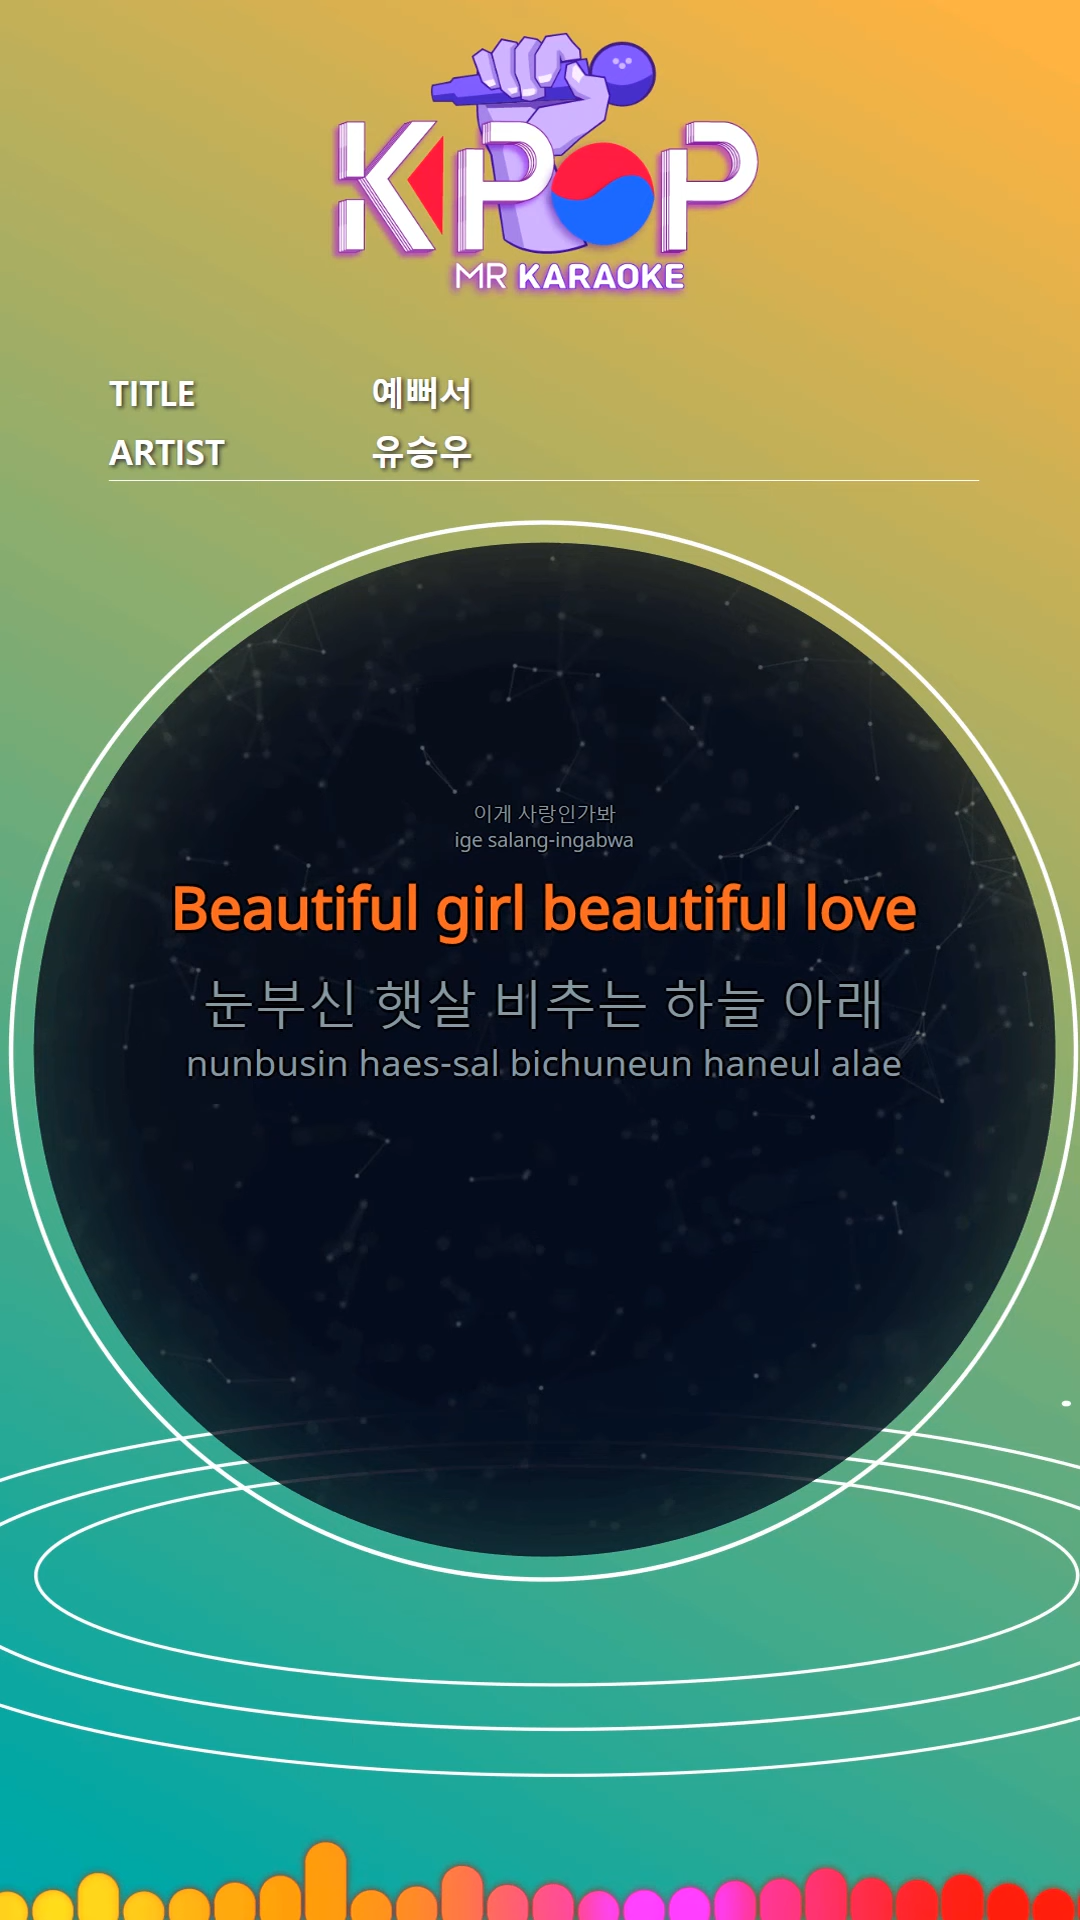 KPOP
MR KARAOKE
TITLE 예뻐서
ARTIST 유승우
이게 사랑인가봐
ige salang-ingabwa
Beautiful girl beautiful love
눈부신 햇살 비추는 하늘 아래
nunbusin haes-sal bichuneun haneul alae